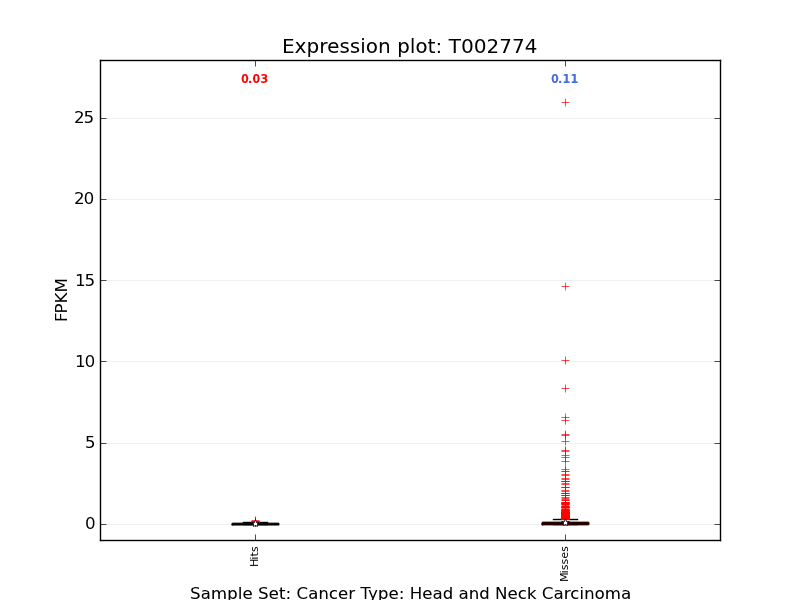 Expression plot: T002774
0.03
0.11
25
20
15
10
5
0
FPKM
Hits
Misses
Sample Set: Cancer Type: Head and Neck Carcinoma